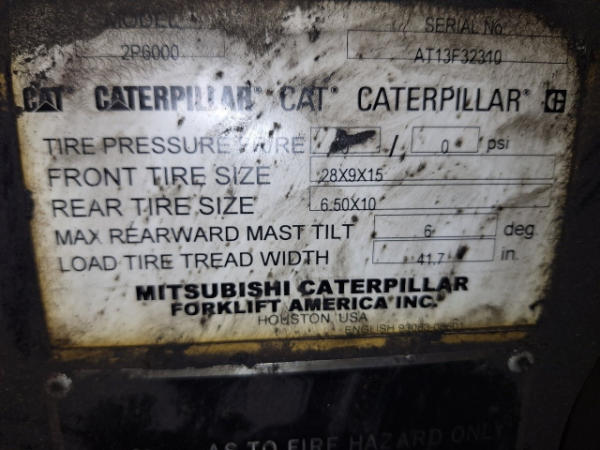 MODEL SERIAL No
2P6000 AT13F32310
CAT CATERPILLAR® CAT® CATERPILLAR®
TIRE PRESSURE F/RE / 0 psi
FRONT TIRE SIZE 28X9X15
REAR TIRE SIZE 6.50X10
MAX REARWARD MAST TILT 6 deg
LOAD TIRE TREAD WIDTH 41.7 in.
MITSUBISHI CATERPILLAR
FORKLIFT AMERICA INC.
HOUSTON, USA
ENGLISH
AS TO FIRE HAZARD ONLY